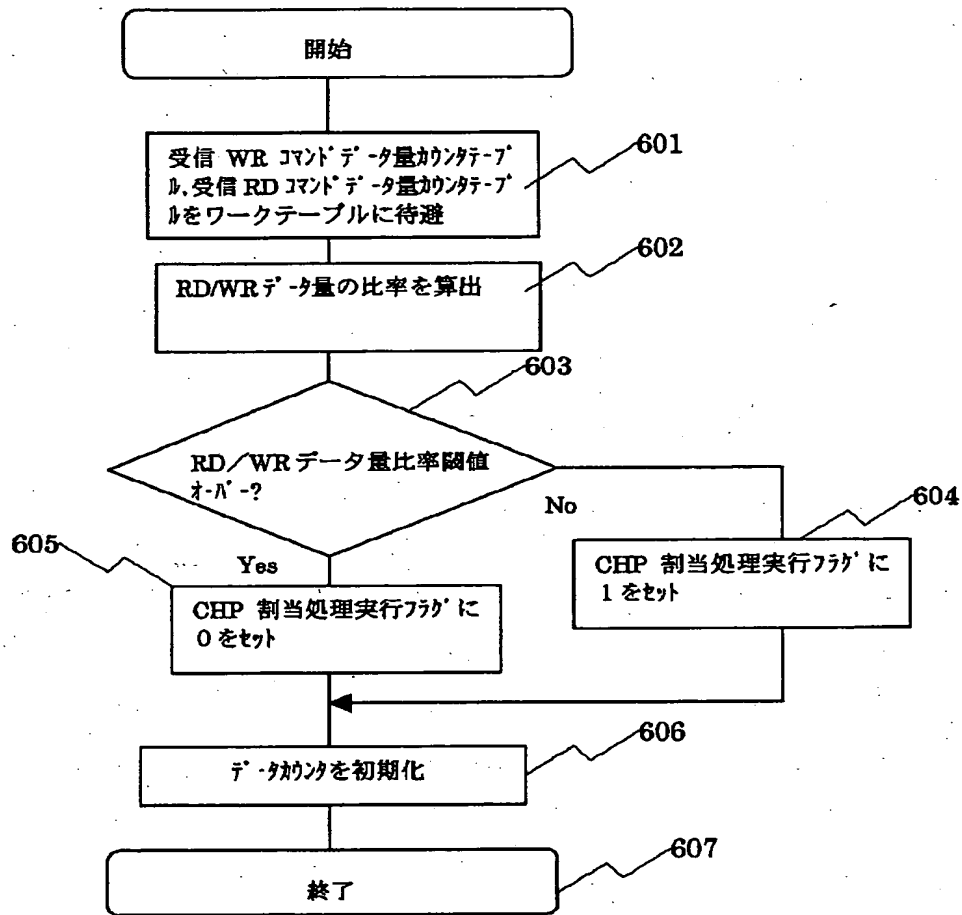 開始
受信 WR ｺﾏﾝﾄﾞﾃﾞｰﾀ量ｶｳﾝﾀﾃｰﾌﾞ
ﾙ､受信 RD ｺﾏﾝﾄﾞﾃﾞｰﾀ量ｶｳﾝﾀﾃｰﾌﾞ
ﾙをワークテーブルに待避
601
RD/WRﾃﾞｰﾀ量の比率を算出
602
603
RD／WRデータ量比率閾値
ｵｰﾊﾞｰ?
No
604
605
Yes
CHP 割当処理実行ﾌﾗｸﾞに
1をセット
CHP 割当処理実行ﾌﾗｸﾞに
0をｾｯﾄ
606
ﾃﾞｰﾀｶｳﾝﾀを初期化
607
終了